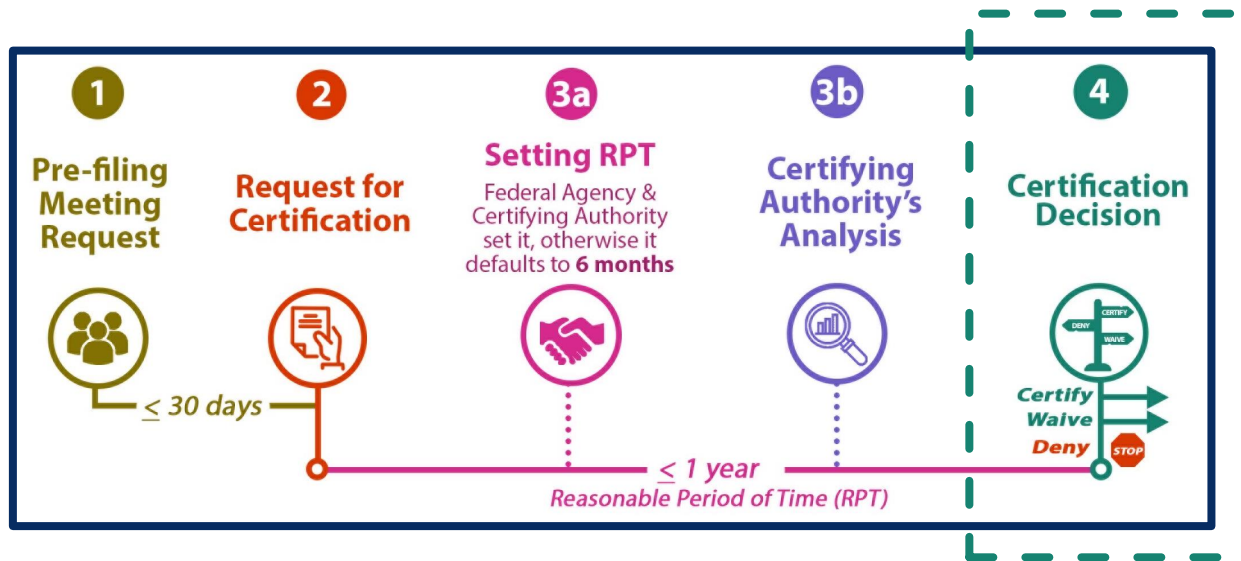 1
Pre-filing
Meeting
Request
≤ 30 days
2
Request for
Certification
3a
Setting RPT
Federal Agency &
Certifying Authority
set it, otherwise it
defaults to 6 months
3b
Certifying
Authority’s
Analysis
≤ 1 year
Reasonable Period of Time (RPT)
4
Certification
Decision
CERTIFY
DENY
WAIVE
Certify
Waive
Deny
STOP